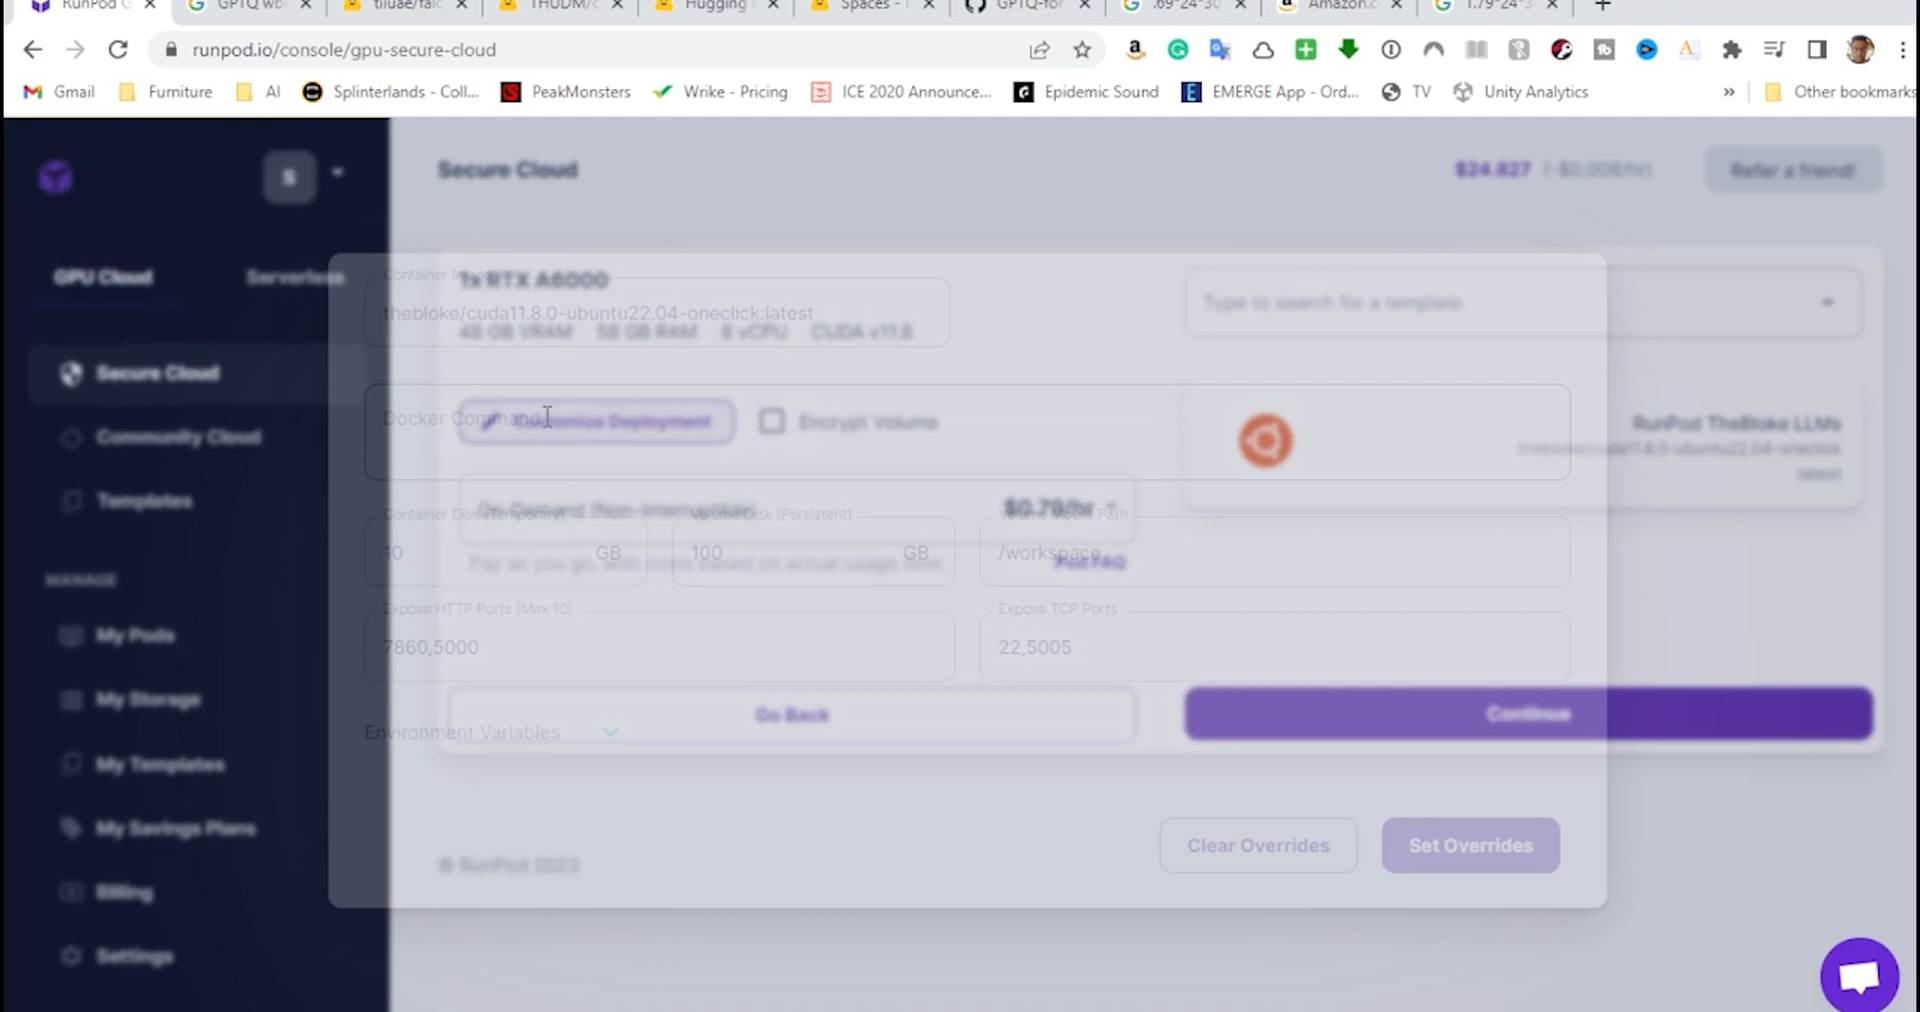 RunPod G
GPTQ wbi
tiiuae/falc
THUDM/c
Hugging
Spaces - H
GPTQ-for
.69*24*30
Amazon.c
1.79*24*3
runpod.io/console/gpu-secure-cloud
Gmail
Furniture
AI
Splinterlands - Coll...
PeakMonsters
Wrike - Pricing
ICE 2020 Announce...
Epidemic Sound
EMERGE App - Ord...
TV
Unity Analytics
»
Other bookmarks
S
Secure Cloud
$24.827 (-$0.008/hr)
Refer a friend!
GPU Cloud
Serverless
Secure Cloud
Community Cloud
Templates
MANAGE
My Pods
My Storage
My Templates
My Savings Plans
Billing
Settings
1x RTX A6000
48 GB VRAM 58 GB RAM 8 vCPU CUDA v11.8
Customize Deployment
Encrypt Volume
On-Demand (Non-Interruptible)
$0.79/hr
Pay as you go, with costs based on actual usage time.
Pod FAQ
Type to search for a template
RunPod TheBloke LLMs
thebloke/cuda11.8.0-ubuntu22.04-oneclick:
latest
Go Back
Continue
© RunPod 2023
Container Image
thebloke/cuda11.8.0-ubuntu22.04-oneclick:latest
Docker Command
Container Disk (Temporary)
10
GB
Volume Disk (Persistent)
100
GB
Volume Mount Path
/workspace
Expose HTTP Ports (Max 10)
7860,5000
Expose TCP Ports
22,5005
Environment Variables
Clear Overrides
Set Overrides